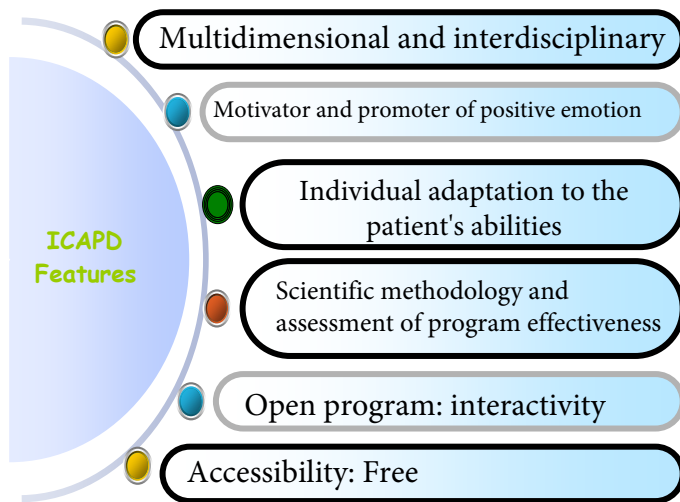 Multidimensional and interdisciplinary
Motivator and promoter of positive emotion
Individual adaptation to the
patient's abilities
ICAPD
Features
Scientific methodology and
assessment of program effectiveness
Open program: interactivity
Accessibility: Free